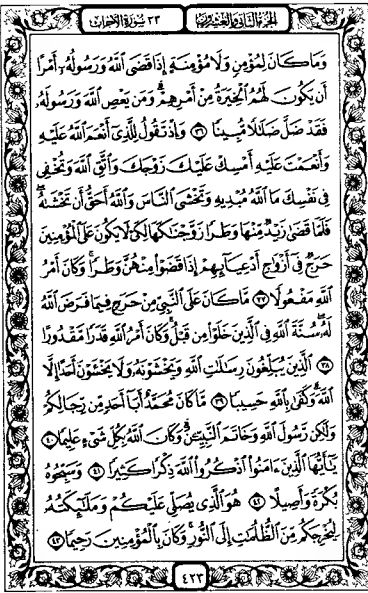 الجزء الثاني والعشرون
٣٣ سورة الأحزاب
وَمَا كَانَ لِمُؤْمِنٍ وَلَا مُؤْمِنَةٍ إِذَا قَضَى ٱللَّهُ وَرَسُولُهُۥٓ أَمْرًا
أَن يَكُونَ لَهُمُ ٱلْخِيَرَةُ مِنْ أَمْرِهِمْ ۗ وَمَن يَعْصِ ٱللَّهَ وَرَسُولَهُۥ
فَقَدْ ضَلَّ ضَلَٰلًا مُّبِينًا ٣٦ وَإِذْ تَقُولُ لِلَّذِىٓ أَنْعَمَ ٱللَّهُ عَلَيْهِ
وَأَنْعَمْتَ عَلَيْهِ أَمْسِكْ عَلَيْكَ زَوْجَكَ وَٱتَّقِ ٱللَّهَ وَتُخْفِى
فِى نَفْسِكَ مَا ٱللَّهُ مُبْدِيهِ وَتَخْشَى ٱلنَّاسَ وَٱللَّهُ أَحَقُّ أَن تَخْشَىٰهُ ۖ
فَلَمَّا قَضَىٰ زَيْدٌ مِّنْهَا وَطَرًا زَوَّجْنَٰكَهَا لِكَىْ لَا يَكُونَ عَلَى ٱلْمُؤْمِنِينَ
حَرَجٌ فِىٓ أَزْوَٰجِ أَدْعِيَآئِهِمْ إِذَا قَضَوْا۟ مِنْهُنَّ وَطَرًا ۚ وَكَانَ أَمْرُ
ٱللَّهِ مَفْعُولًا ٣٧ مَّا كَانَ عَلَى ٱلنَّبِىِّ مِنْ حَرَجٍ فِيمَا فَرَضَ ٱللَّهُ
لَهُۥ ۖ سُنَّةَ ٱللَّهِ فِى ٱلَّذِينَ خَلَوْا۟ مِن قَبْلُ ۚ وَكَانَ أَمْرُ ٱللَّهِ قَدَرًا مَّقْدُورًا
٣٨ ٱلَّذِينَ يُبَلِّغُونَ رِسَٰلَٰتِ ٱللَّهِ وَيَخْشَوْنَهُۥ وَلَا يَخْشَوْنَ أَحَدًا إِلَّا
ٱللَّهَ ۗ وَكَفَىٰ بِٱللَّهِ حَسِيبًا ٣٩ مَّا كَانَ مُحَمَّدٌ أَبَآ أَحَدٍ مِّن رِّجَالِكُمْ
وَلَٰكِن رَّسُولَ ٱللَّهِ وَخَاتَمَ ٱلنَّبِيِّۦنَ ۗ وَكَانَ ٱللَّهُ بِكُلِّ شَىْءٍ عَلِيمًا ٤٠
يَٰٓأَيُّهَا ٱلَّذِينَ ءَامَنُوا۟ ٱذْكُرُوا۟ ٱللَّهَ ذِكْرًا كَثِيرًا ٤١ وَسَبِّحُوهُ
بُكْرَةً وَأَصِيلًا ٤٢ هُوَ ٱلَّذِى يُصَلِّى عَلَيْكُمْ وَمَلَٰٓئِكَتُهُۥ
لِيُخْرِجَكُم مِّنَ ٱلظُّلُمَٰتِ إِلَى ٱلنُّورِ ۚ وَكَانَ بِٱلْمُؤْمِنِينَ رَحِيمًا ٤٣
٤٢٣